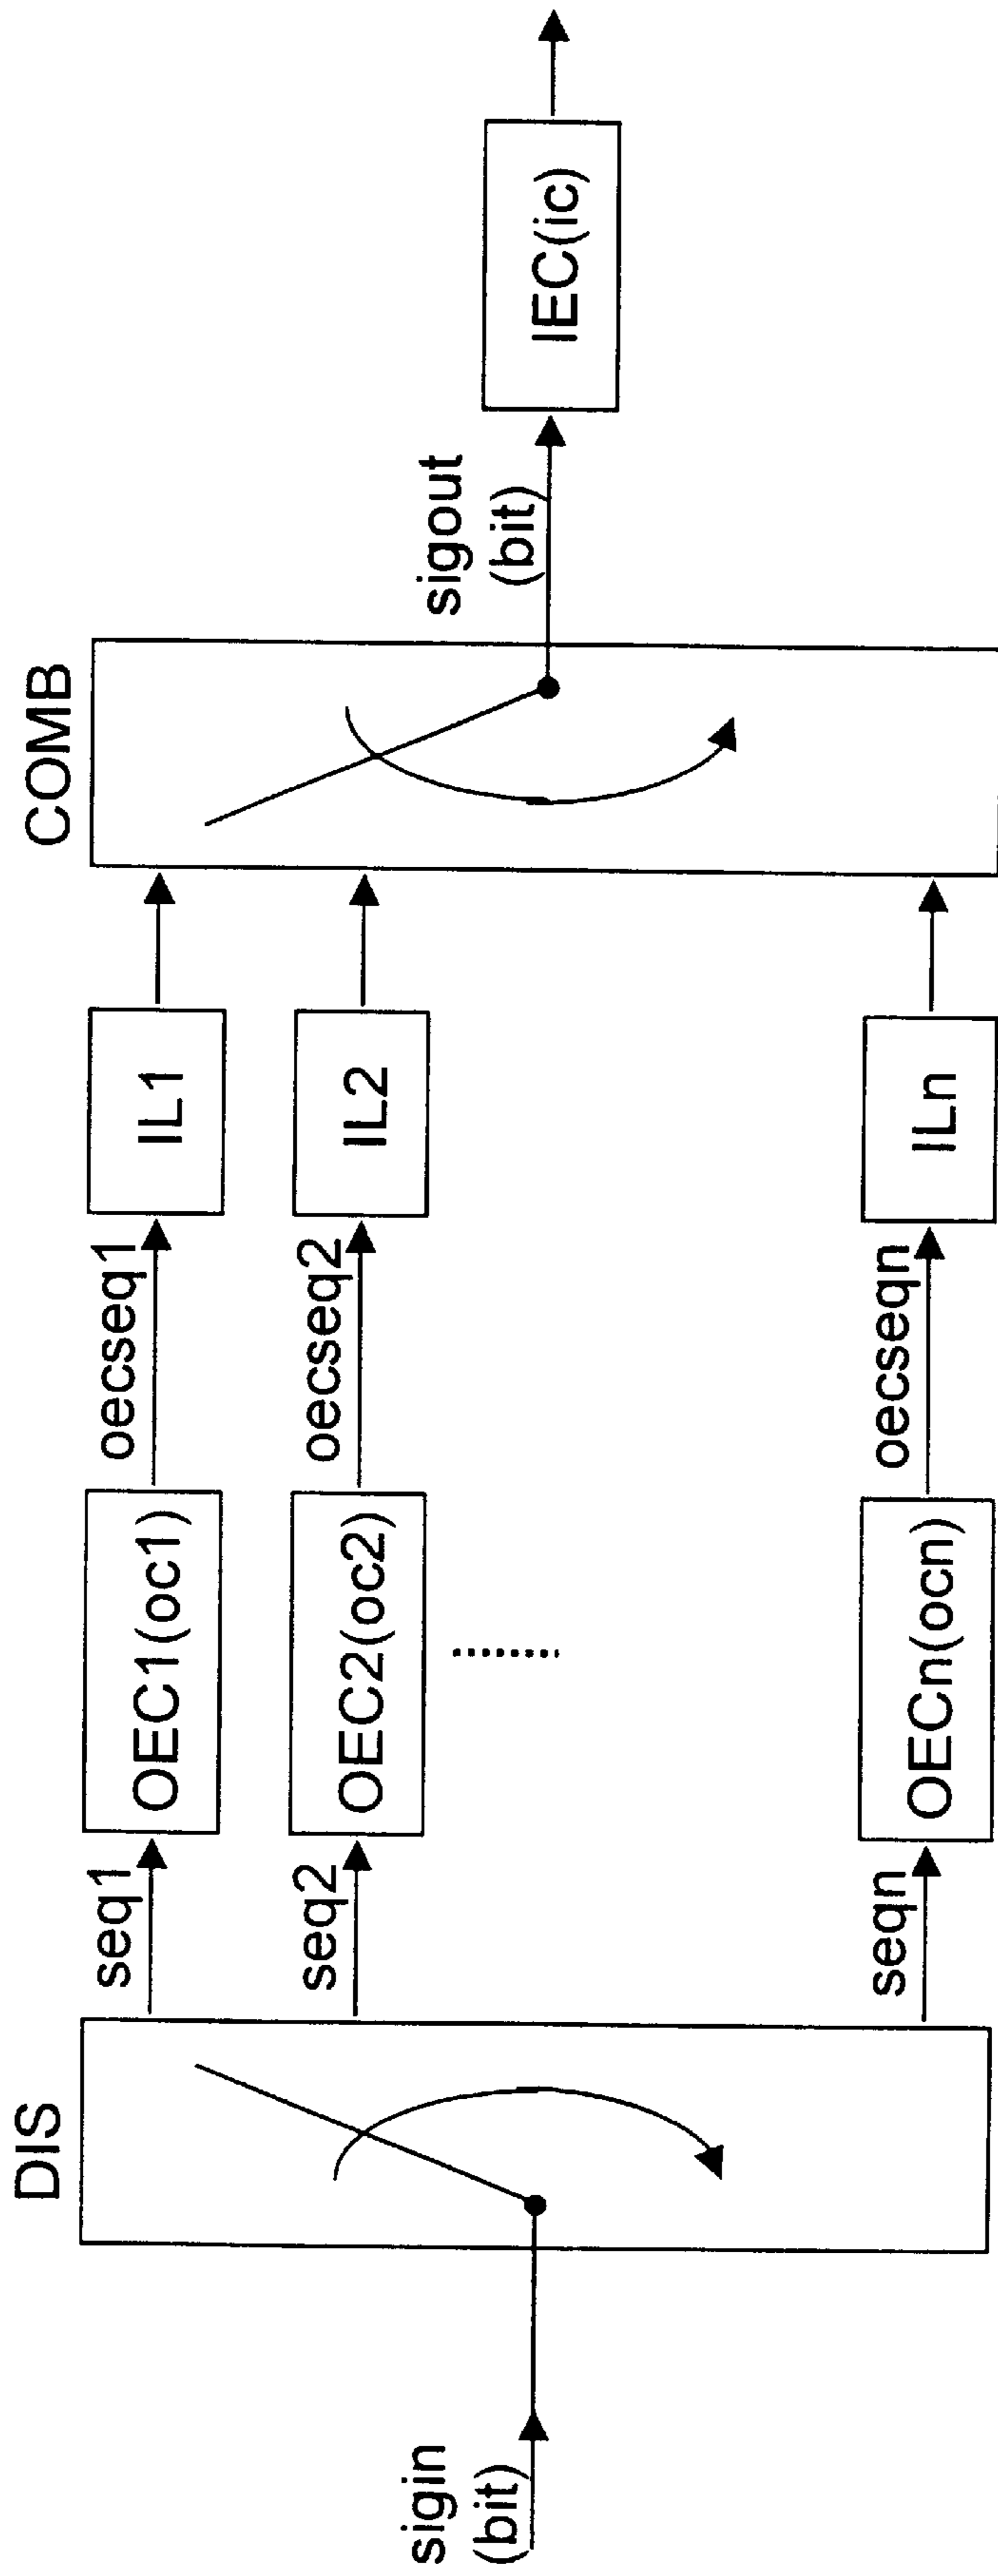 DIS
COMB
sigin
(bit)
seq1
OEC1(oc1)
oecseq1
IL1
seq2
OEC2(oc2)
oecseq2
IL2
seqn
OECn(ocn)
oecseqn
ILn
sigout
(bit)
IEC(ic)